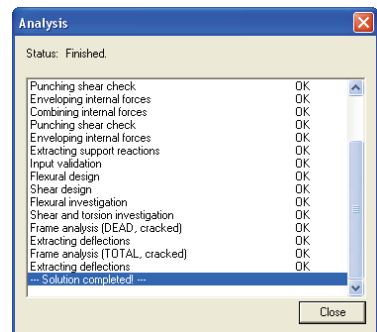 Analysis
Status: Finished.
Punching shear check OK
Enveloping internal forces OK
Combining internal forces OK
Punching shear check OK
Enveloping internal forces OK
Extracting support reactions OK
Input validation OK
Flexural design OK
Shear design OK
Flexural investigation OK
Shear and torsion investigation OK
Frame analysis (DEAD, cracked) OK
Extracting deflections OK
Frame analysis (TOTAL, cracked) OK
Extracting deflections OK
--- Solution completed! ---
Close